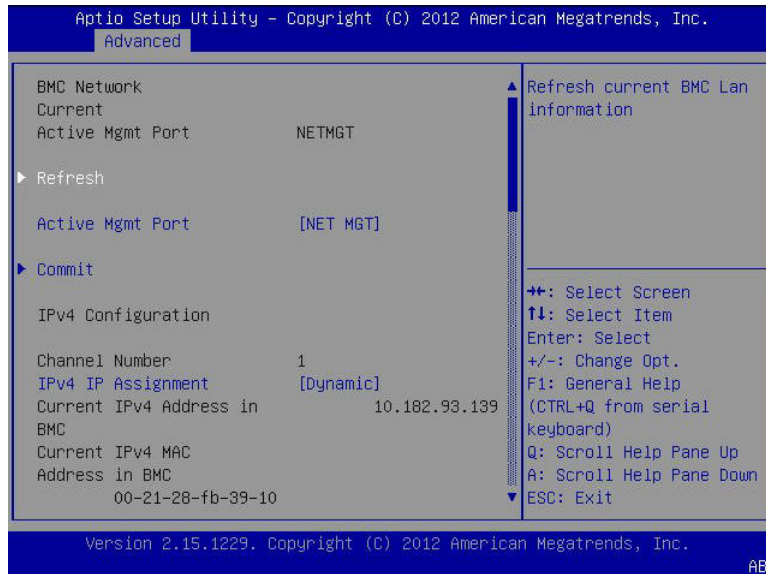 Aptio Setup Utility – Copyright (C) 2012 American Megatrends, Inc.
Advanced
BMC Network
Current
Active Mgmt Port NETMGT
Refresh
Active Mgmt Port [NET MGT]
Commit
IPv4 Configuration
Channel Number 1
IPv4 IP Assignment [Dynamic]
Current IPv4 Address in 10.182.93.139
BMC
Current IPv4 MAC
Address in BMC
00-21-28-fb-39-10
Refresh current BMC Lan
information
→←: Select Screen
↑↓: Select Item
Enter: Select
+/-: Change Opt.
F1: General Help
(CTRL+Q from serial
keyboard)
Q: Scroll Help Pane Up
A: Scroll Help Pane Down
ESC: Exit
Version 2.15.1229. Copyright (C) 2012 American Megatrends, Inc.
AB